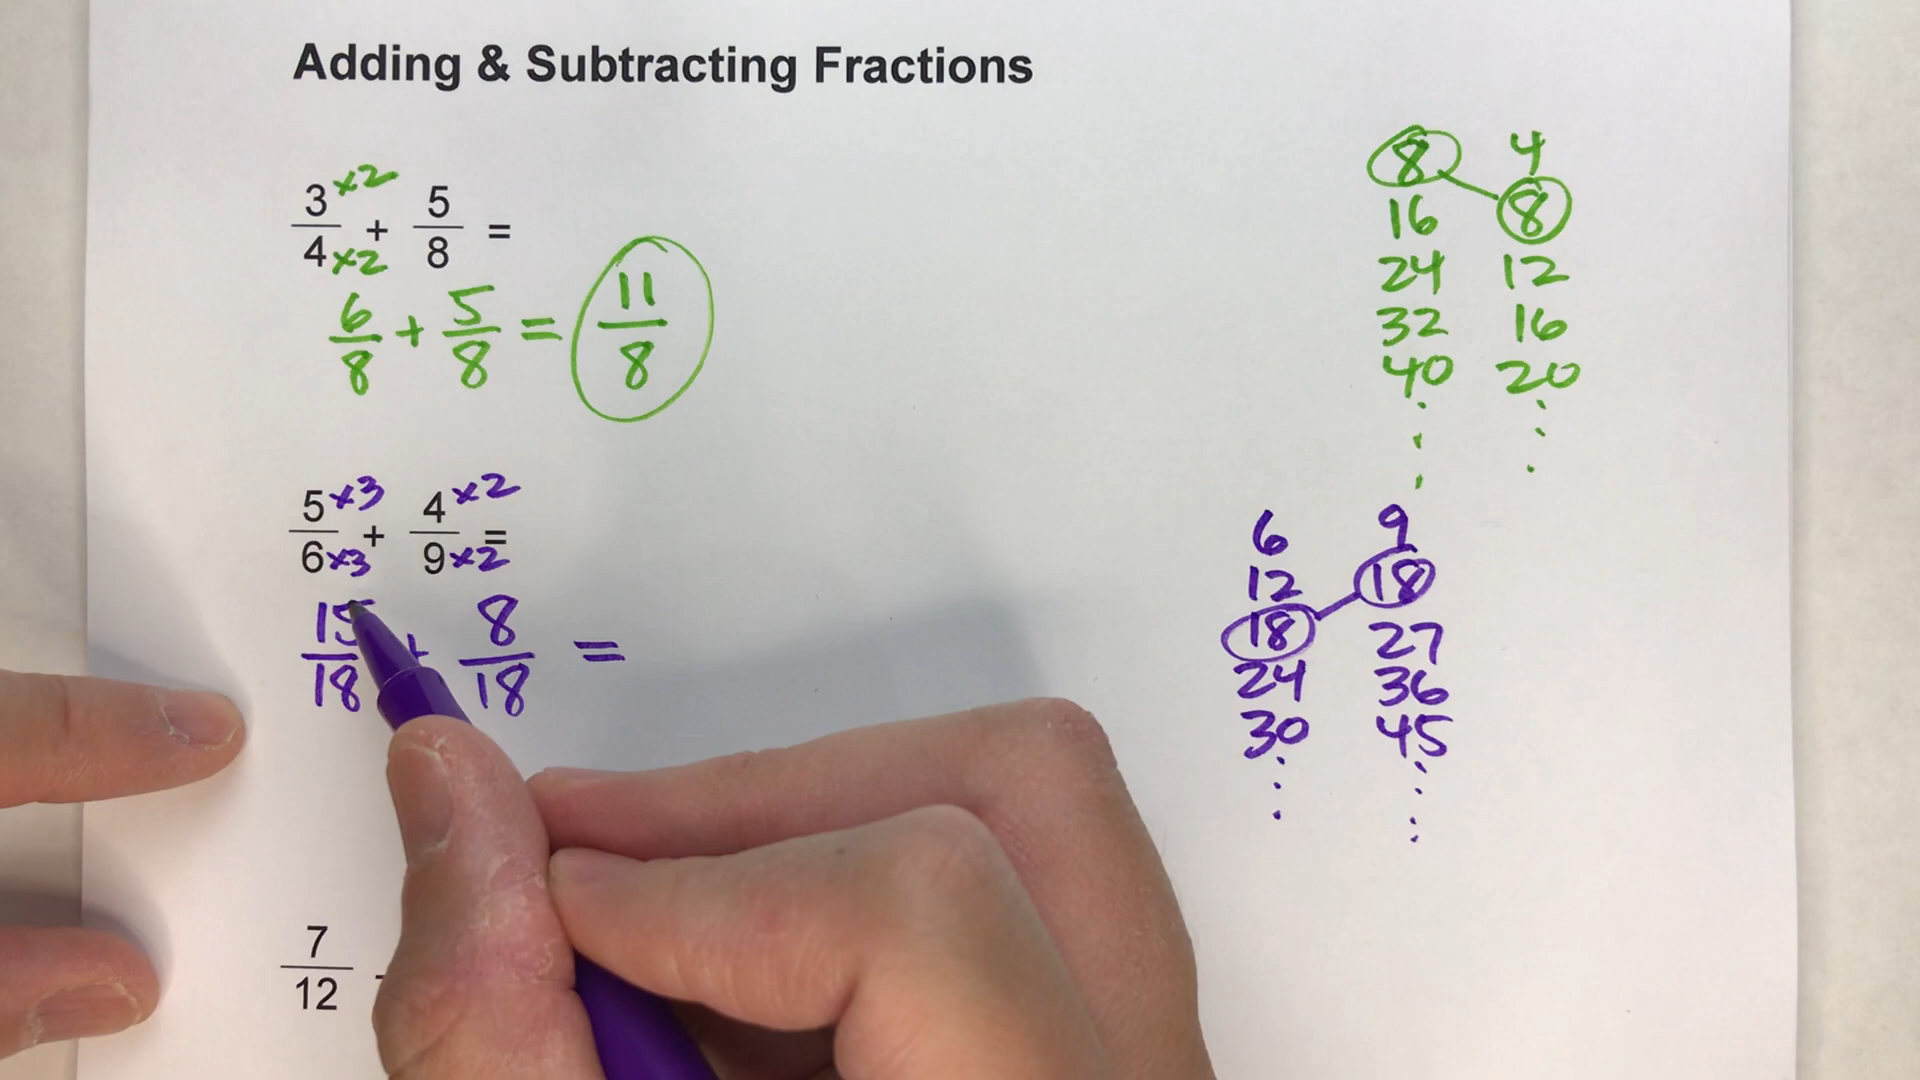 Adding & Subtracting Fractions
3 ×2 5
4 ×2 + 8 =
6 5 11
8 + 8 = 8
5 ×3 4 ×2
6 ×3 + 9 ×2 =
15 8
18 + 18 =
7
12 -
8 4
16 8
24 12
32 16
40 20
6 9
12 18
18 27
24 36
30 45